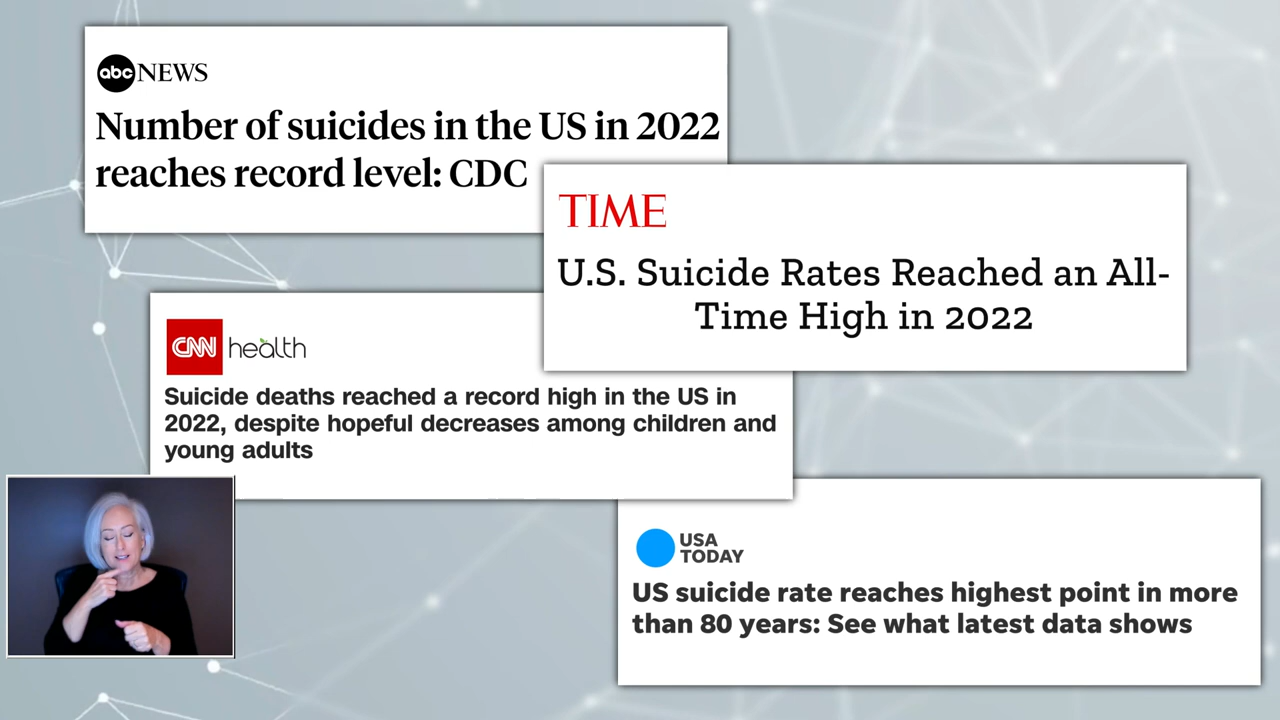 abc NEWS
Number of suicides in the US in 2022
reaches record level: CDC
TIME
U.S. Suicide Rates Reached an All-
Time High in 2022
CNN health
Suicide deaths reached a record high in the US in
2022, despite hopeful decreases among children and
young adults
USA
TODAY
US suicide rate reaches highest point in more
than 80 years: See what latest data shows